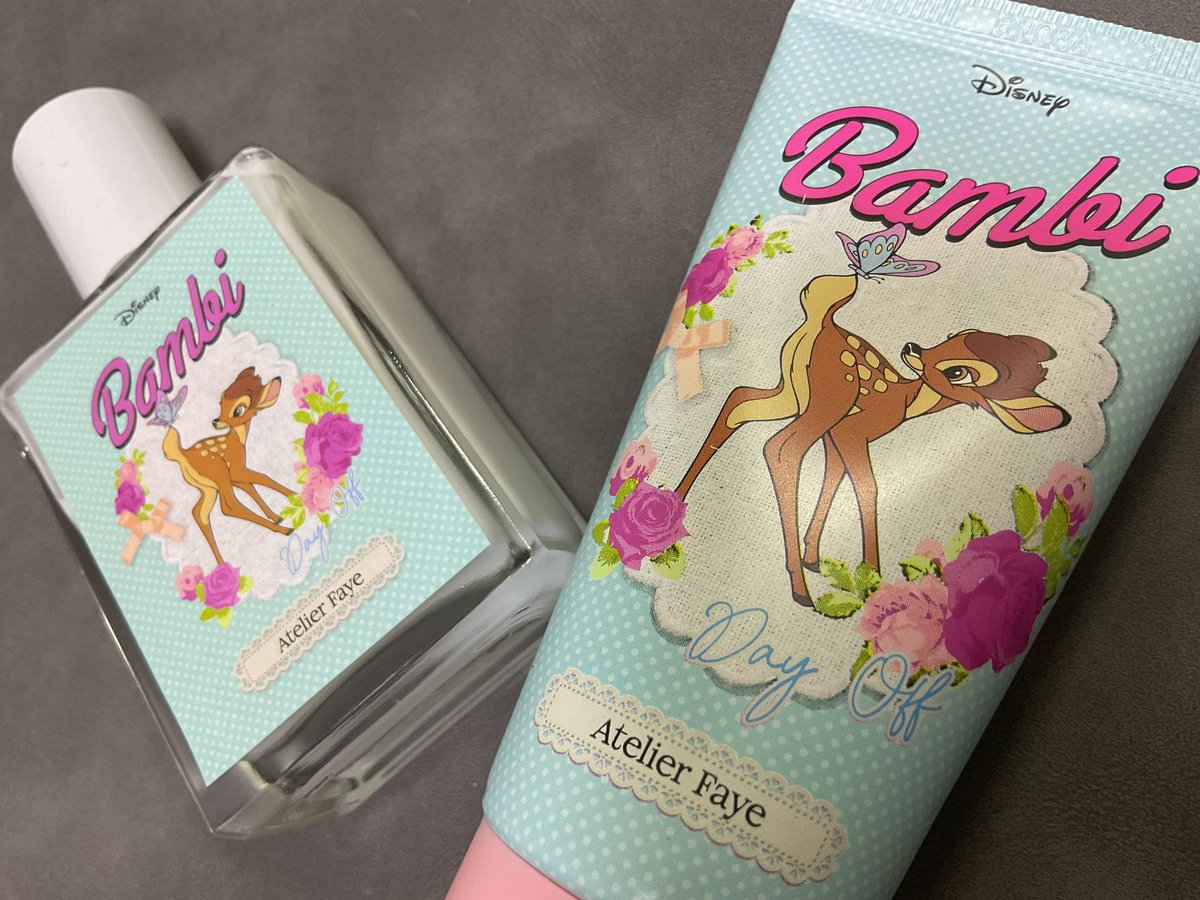 Disney
Bambi
Day Off
Atelier Faye
Disney
Bambi
Day Off
Atelier Faye